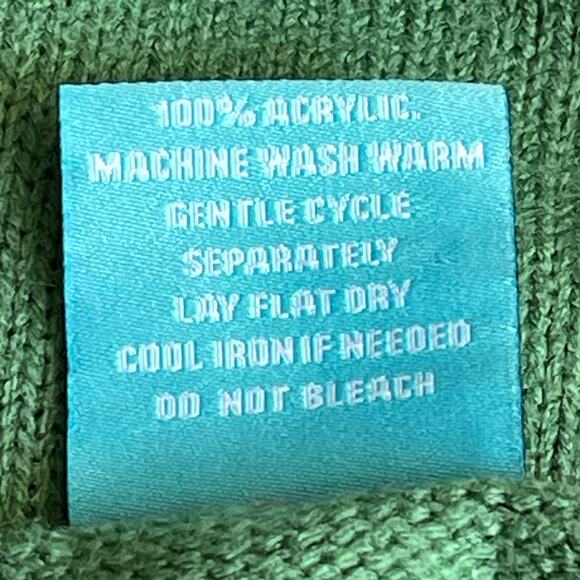 100% ACRYLIC.
MACHINE WASH WARM
GENTLE CYCLE
SEPARATELY
LAY FLAT DRY
COOL IRON IF NEEDED
DO NOT BLEACH